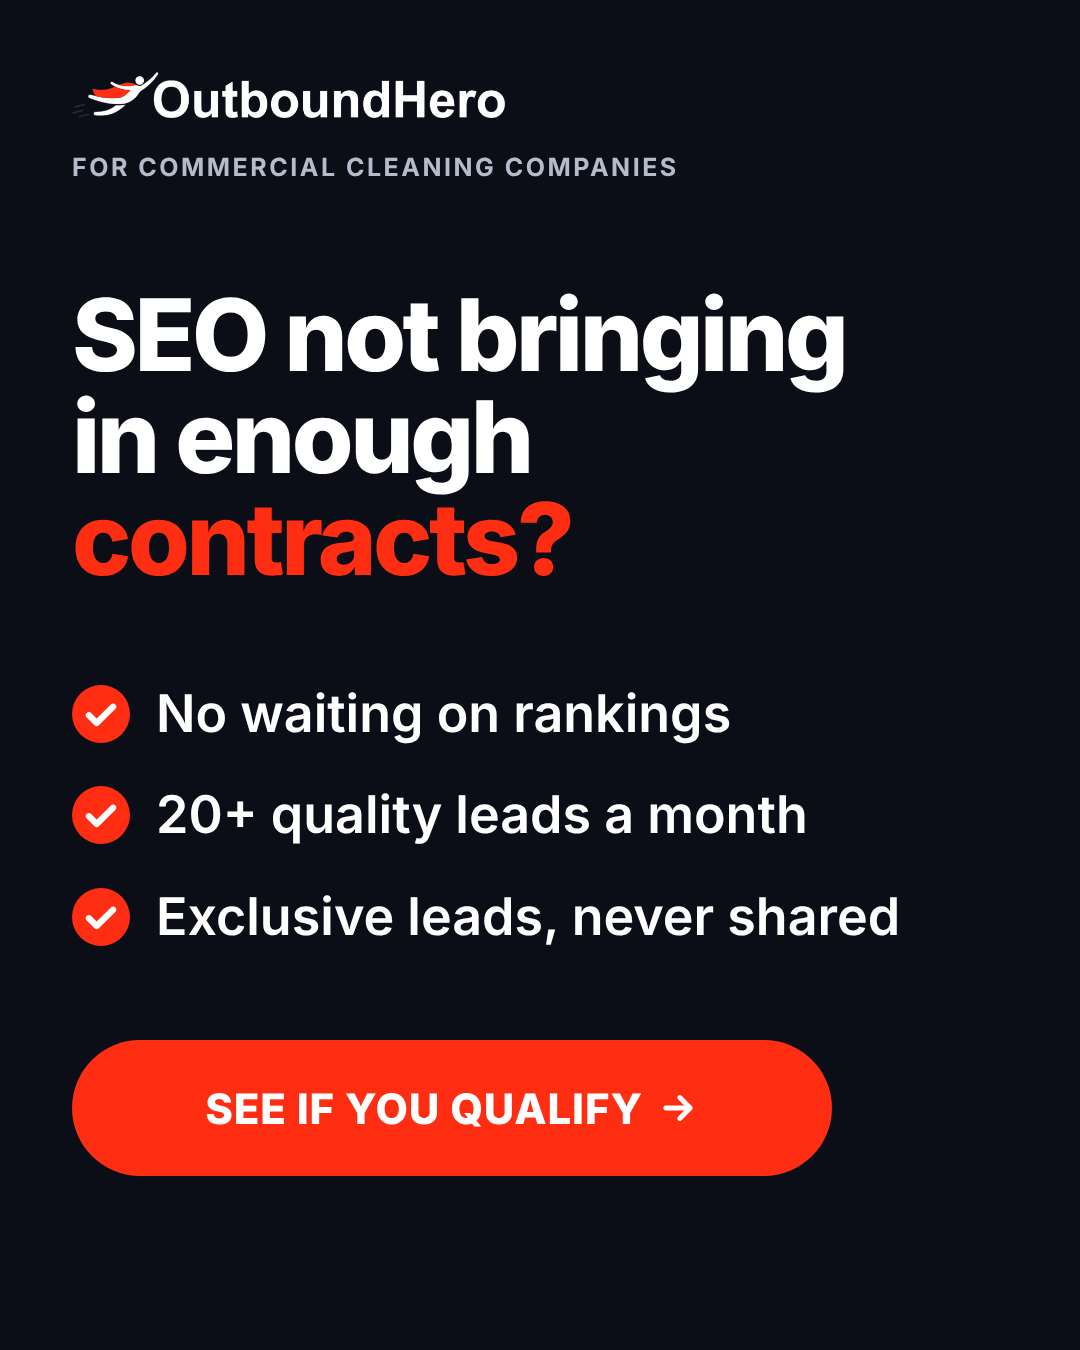 OutboundHero
FOR COMMERCIAL CLEANING COMPANIES
SEO not bringing
in enough
contracts?
No waiting on rankings
20+ quality leads a month
Exclusive leads, never shared
SEE IF YOU QUALIFY →